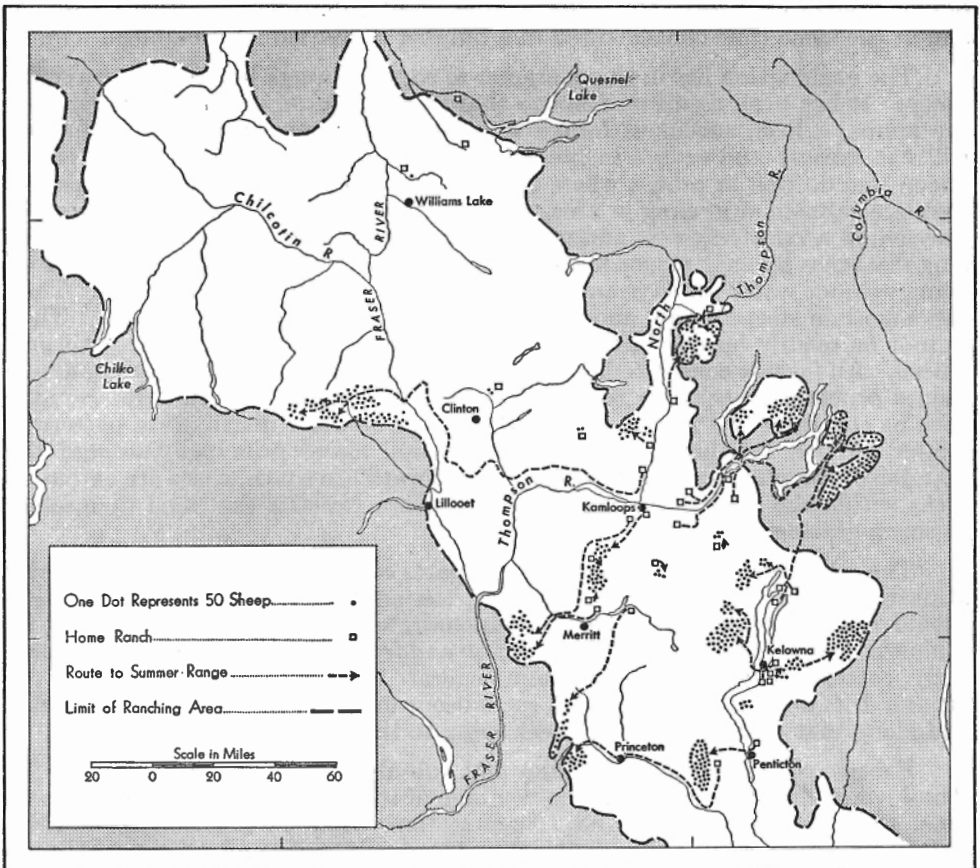 Quesnel
Lake
Williams Lake
Chilcotin R.
FRASER RIVER
North Thompson R.
Columbia R.
Chilko
Lake
Clinton
Lillooet
Thompson R.
Kamloops
Merritt
Kelowna
Princeton
Penticton
FRASER RIVER
One Dot Represents 50 Sheep
Home Ranch
Route to Summer-Range
Limit of Ranching Area
Scale in Miles
20 0 20 40 60